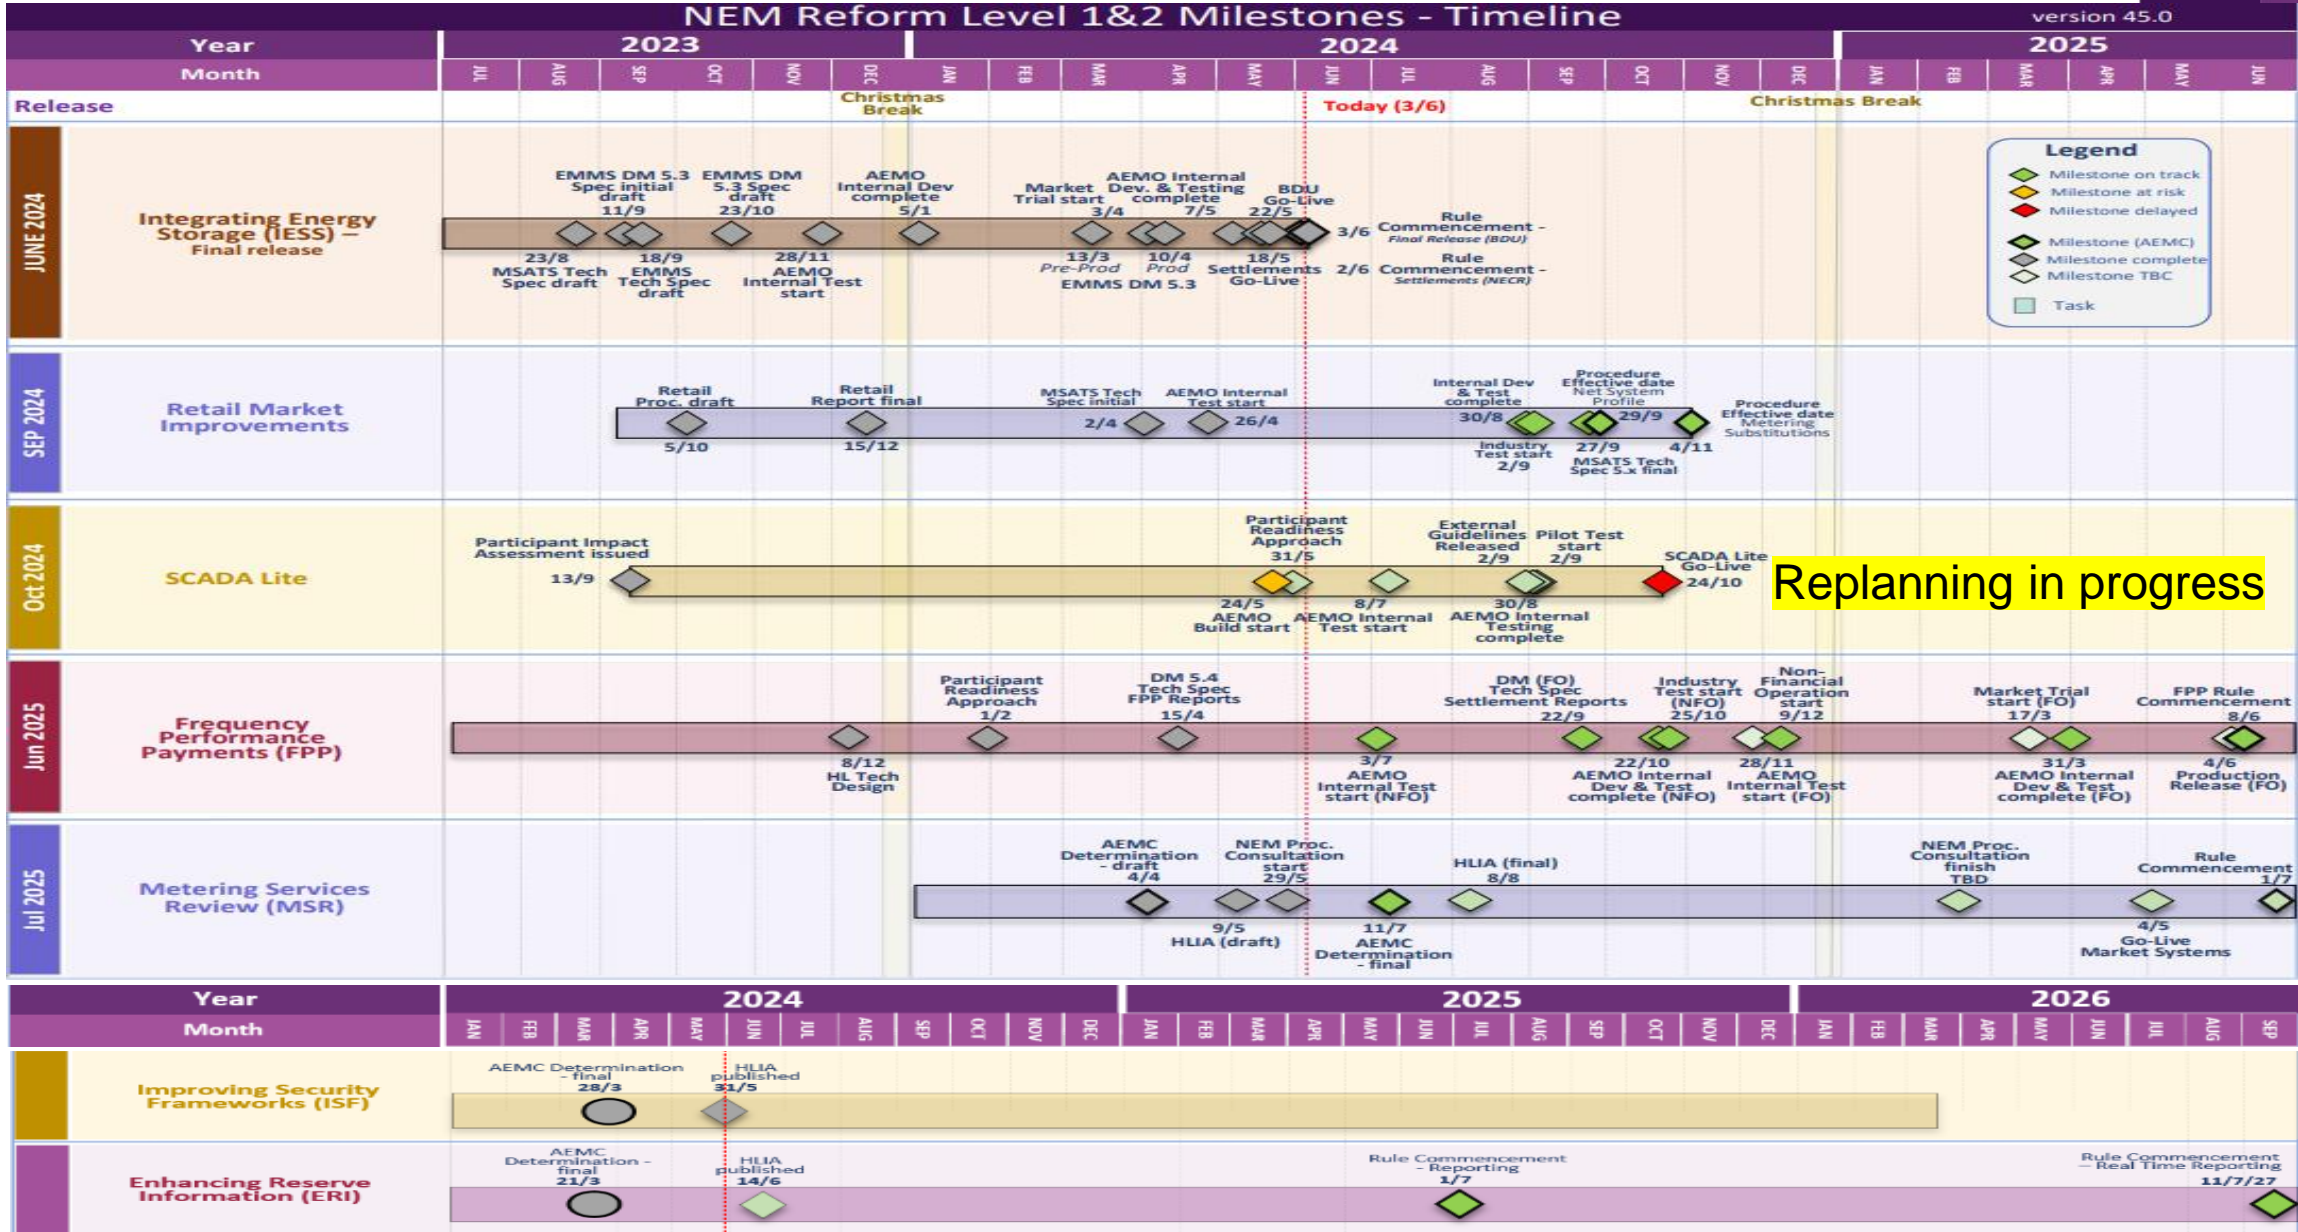 NEM Reform Level 1&2 Milestones - Timeline
version 45.0
Year
2023
2024
2025
Month
JUL
AUG
SEP
OCT
NOV
DEC
JAN
FEB
MAR
APR
MAY
JUN
JUL
AUG
SEP
OCT
NOV
DEC
JAN
FEB
MAR
APR
MAY
JUN
Release
Christmas
Break
Today (3/6)
Christmas Break
JUNE 2024
Integrating Energy
Storage (IESS) –
Final release
EMMS DM 5.3
Spec initial
draft
11/9
EMMS DM
5.3 Spec
draft
23/10
AEMO
Internal Dev
complete
5/1
Market
Trial start
3/4
AEMO Internal
Dev. & Testing
complete
7/5
BDU
Go-Live
22/5
3/6
Rule
Commencement -
Final Release (BDU)
23/8
MSATS Tech
Spec draft
18/9
EMMS
Tech Spec
draft
28/11
AEMO
Internal Test
start
13/3
Pre-Prod
10/4
Prod
EMMS DM 5.3
18/5
Settlements
Go-Live
2/6
Rule
Commencement -
Settlements (NECR)
Legend
Milestone on track
Milestone at risk
Milestone delayed
Milestone (AEMC)
Milestone complete
Milestone TBC
Task
SEP 2024
Retail Market
Improvements
Retail
Proc. draft
5/10
Retail
Report final
15/12
MSATS Tech
Spec initial
2/4
AEMO Internal
Test start
26/4
Internal Dev
& Test
complete
30/8
Industry
Test start
2/9
Procedure
Effective date
Net System
Profile
29/9
27/9
MSATS Tech
Spec 5.x final
4/11
Procedure
Effective date
Metering
Substitutions
Oct 2024
SCADA Lite
Participant Impact
Assessment issued
13/9
Participant
Readiness
Approach
31/5
External
Guidelines
Released
2/9
Pilot Test
start
2/9
SCADA Lite
Go-Live
24/10
24/5
AEMO
Build start
8/7
AEMO Internal
Test start
30/8
AEMO Internal
Testing
complete
Replanning in progress
Jun 2025
Frequency
Performance
Payments (FPP)
Participant
Readiness
Approach
1/2
DM 5.4
Tech Spec
FPP Reports
15/4
DM (FO)
Tech Spec
Settlement Reports
22/9
Industry
Test start
(NFO)
25/10
Non-
Financial
Operation
start
9/12
Market Trial
start (FO)
17/3
FPP Rule
Commencement
8/6
8/12
HL Tech
Design
3/7
AEMO
Internal Test
start (NFO)
22/10
AEMO Internal
Dev & Test
complete (NFO)
28/11
AEMO
Internal Test
start (FO)
31/3
AEMO Internal
Dev & Test
complete (FO)
4/6
Production
Release (FO)
Jul 2025
Metering Services
Review (MSR)
AEMC
Determination
- draft
4/4
NEM Proc.
Consultation
start
29/5
HLIA (final)
8/8
NEM Proc.
Consultation
finish
TBD
Rule
Commencement
1/7
9/5
HLIA (draft)
11/7
AEMC
Determination
- final
4/5
Go-Live
Market Systems
Year
2024
2025
2026
Month
JAN
FEB
MAR
APR
MAY
JUN
JUL
AUG
SEP
OCT
NOV
DEC
JAN
FEB
MAR
APR
MAY
JUN
JUL
AUG
SEP
OCT
NOV
DEC
JAN
FEB
MAR
APR
MAY
JUN
JUL
AUG
SEP
Improving Security
Frameworks (ISF)
AEMC Determination
- final
28/3
HLIA
published
31/5
Enhancing Reserve
Information (ERI)
AEMC
Determination -
final
21/3
HLIA
published
14/6
Rule Commencement
- Reporting
1/7
Rule Commencement
– Real Time Reporting
11/7/27